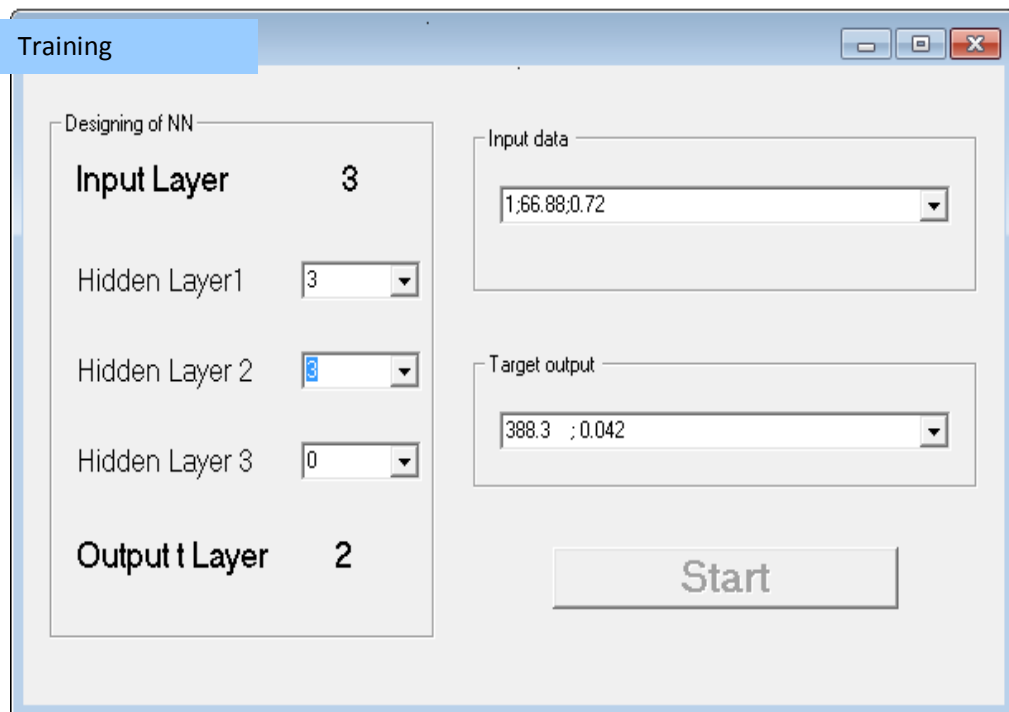 Training
Designing of NN
Input Layer 3
Hidden Layer1 3
Hidden Layer 2 3
Hidden Layer 3 0
Output t Layer 2
Input data
1;66.88;0.72
Target output
388.3 ; 0.042
Start